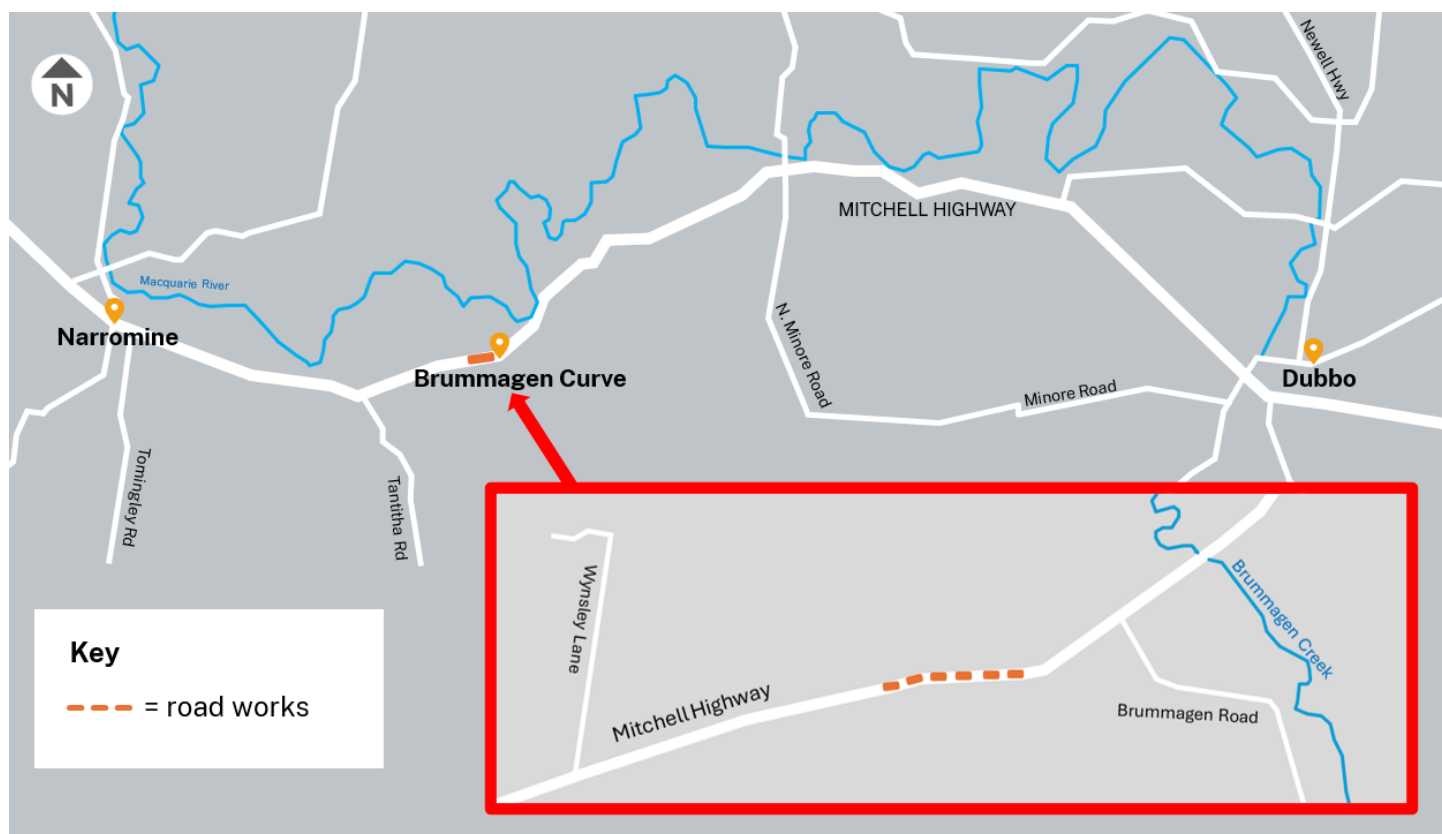 Newell Hwy
N
MITCHELL HIGHWAY
Macquarie River
Narromine
Brummagen Curve
N. Minore Road
Minore Road
Dubbo
Tomingley Rd
Tantitha Rd
Wynsley Lane
Brummagen Creek
Mitchell Highway
Brummagen Road
Key
= road works